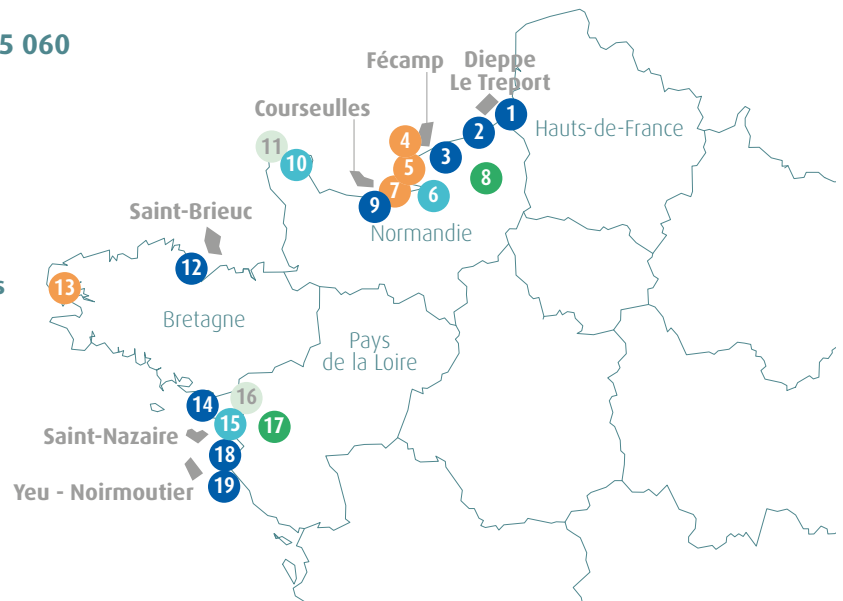 5 060
Fécamp
Dieppe
Le Treport
Courseulles
1
2
Hauts-de-France
4
3
11
10
5
8
7
6
9
Saint-Brieuc
Normandie
12
s
13
Bretagne
Pays
de la Loire
16
14
15
17
Saint-Nazaire
18
Yeu - Noirmoutier
19